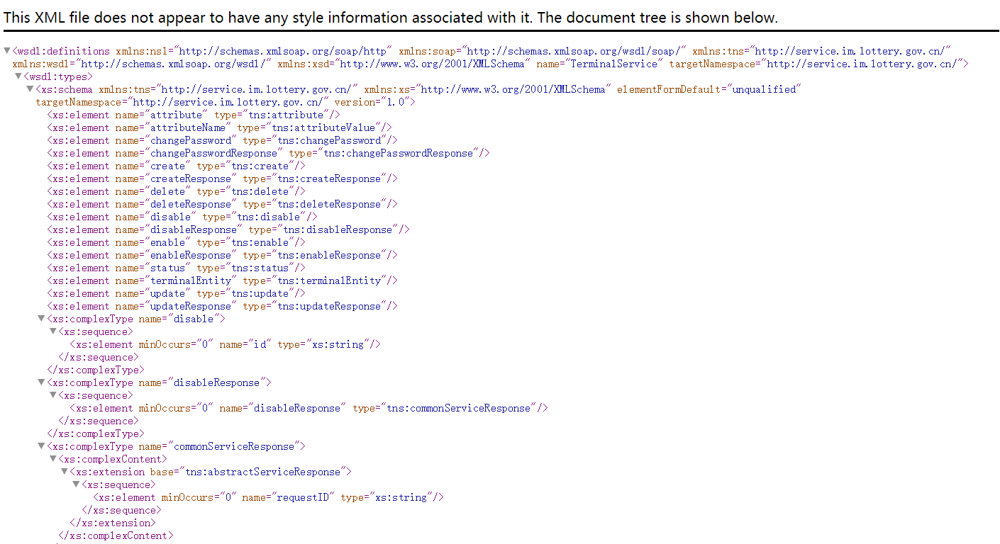 This XML file does not appear to have any style information associated with it. The document tree is shown below.
▼<wsdl:definitions xmlns:ns1="http://schemas.xmlsoap.org/soap/http" xmlns:soap="http://schemas.xmlsoap.org/wsdl/soap/" xmlns:tns="http://service.im.lottery.gov.cn/"
xmlns:wsdl="http://schemas.xmlsoap.org/wsdl/" xmlns:xsd="http://www.w3.org/2001/XMLSchema" name="TerminalService" targetNamespace="http://service.im.lottery.gov.cn/">
▼<wsdl:types>
▼<xs:schema xmlns:tns="http://service.im.lottery.gov.cn/" xmlns:xs="http://www.w3.org/2001/XMLSchema" elementFormDefault="unqualified"
targetNamespace="http://service.im.lottery.gov.cn/" version="1.0">
<xs:element name="attribute" type="tns:attribute"/>
<xs:element name="attributeName" type="tns:attributeValue"/>
<xs:element name="changePassword" type="tns:changePassword"/>
<xs:element name="changePasswordResponse" type="tns:changePasswordResponse"/>
<xs:element name="create" type="tns:create"/>
<xs:element name="createResponse" type="tns:createResponse"/>
<xs:element name="delete" type="tns:delete"/>
<xs:element name="deleteResponse" type="tns:deleteResponse"/>
<xs:element name="disable" type="tns:disable"/>
<xs:element name="disableResponse" type="tns:disableResponse"/>
<xs:element name="enable" type="tns:enable"/>
<xs:element name="enableResponse" type="tns:enableResponse"/>
<xs:element name="status" type="tns:status"/>
<xs:element name="terminalEntity" type="tns:terminalEntity"/>
<xs:element name="update" type="tns:update"/>
<xs:element name="updateResponse" type="tns:updateResponse"/>
▼<xs:complexType name="disable">
▼<xs:sequence>
<xs:element minOccurs="0" name="id" type="xs:string"/>
</xs:sequence>
</xs:complexType>
▼<xs:complexType name="disableResponse">
▼<xs:sequence>
<xs:element minOccurs="0" name="disableResponse" type="tns:commonServiceResponse"/>
</xs:sequence>
</xs:complexType>
▼<xs:complexType name="commonServiceResponse">
▼<xs:complexContent>
▼<xs:extension base="tns:abstractServiceResponse">
▼<xs:sequence>
<xs:element minOccurs="0" name="requestID" type="xs:string"/>
</xs:sequence>
</xs:extension>
</xs:complexContent>